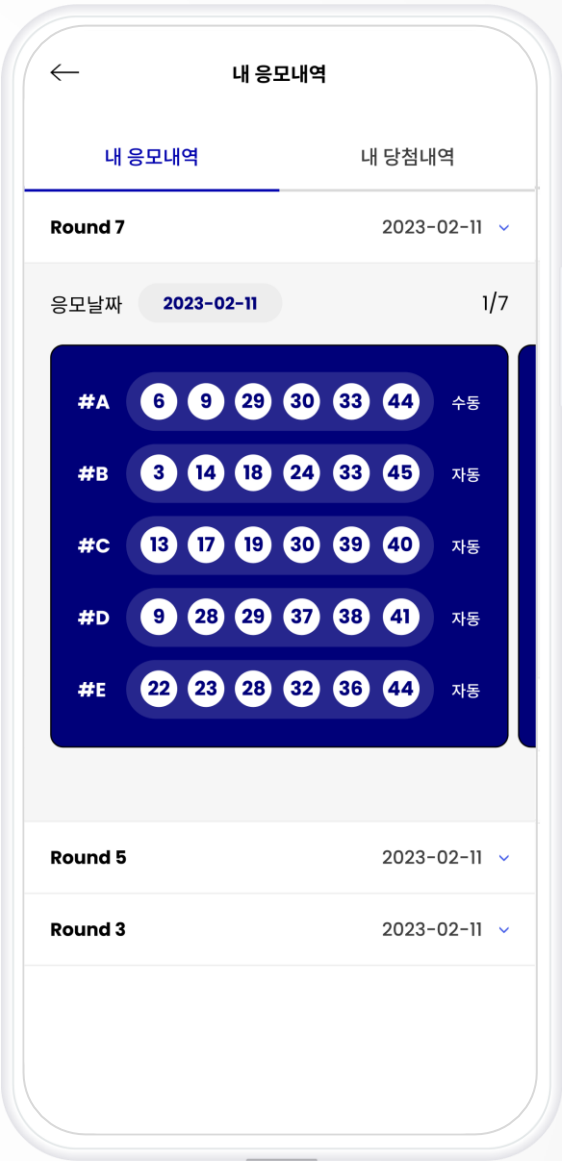 내 응모내역
내 응모내역 내 당첨내역
Round 7 2023-02-11
응모날짜 2023-02-11 1/7
#A 6 9 29 30 33 44 수동
#B 3 14 18 24 33 45 자동
#C 13 17 19 30 39 40 자동
#D 9 28 29 37 38 41 자동
#E 22 23 28 32 36 44 자동
Round 5 2023-02-11
Round 3 2023-02-11